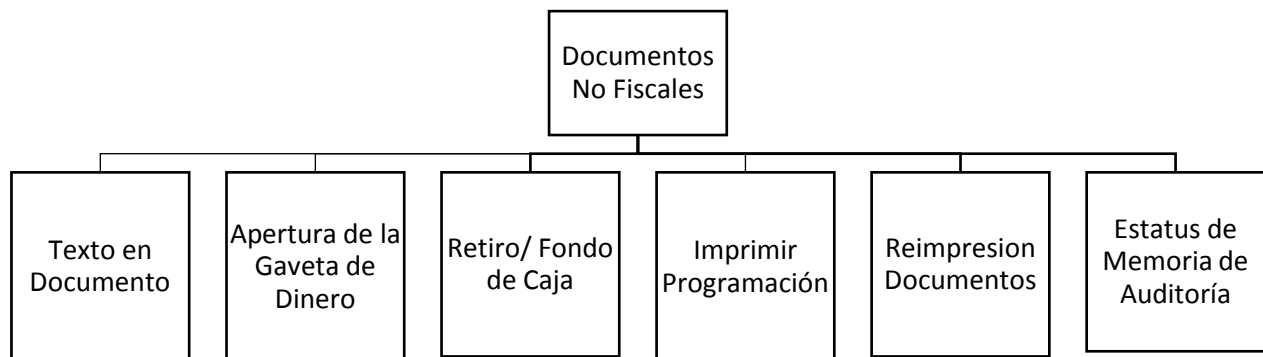 Documentos
No Fiscales
Texto en
Documento
Apertura de la
Gaveta de
Dinero
Retiro/ Fondo
de Caja
Imprimir
Programación
Reimpresion
Documentos
Estatus de
Memoria de
Auditoría